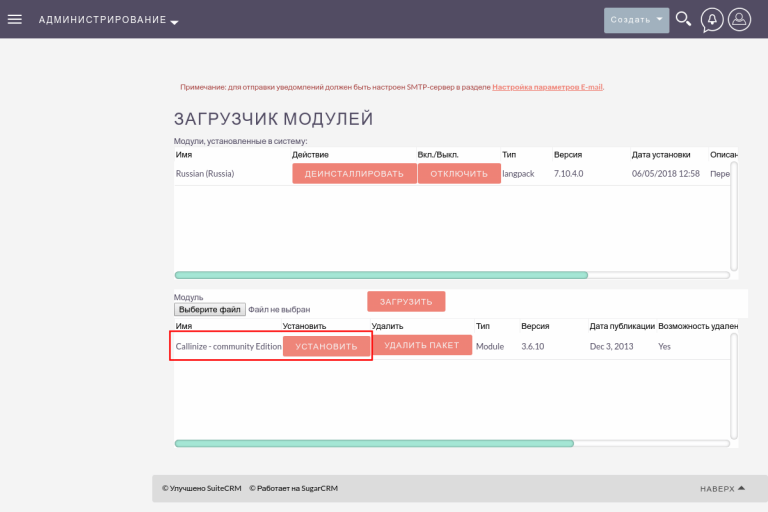 АДМИНИСТРИРОВАНИЕ Создать
Примечание: для отправки уведомлений должен быть настроен SMTP-сервер в разделе Настройка параметров E-mail.
ЗАГРУЗЧИК МОДУЛЕЙ
Модули, установленные в систему:
Имя Действие Вкл./Выкл. Тип Версия Дата установки Описан
Russian (Russia) ДЕИНСТАЛЛИРОВАТЬ ОТКЛЮЧИТЬ langpack 7.10.4.0 06/05/2018 12:58 Пере
Модуль
Выберите файл Файл не выбран ЗАГРУЗИТЬ
Имя Установить Удалить Тип Версия Дата публикации Возможность удален
Callinize - community Edition УСТАНОВИТЬ УДАЛИТЬ ПАКЕТ Module 3.6.10 Dec 3, 2013 Yes
© Улучшено SuiteCRM © Работает на SugarCRM НАВЕРХ